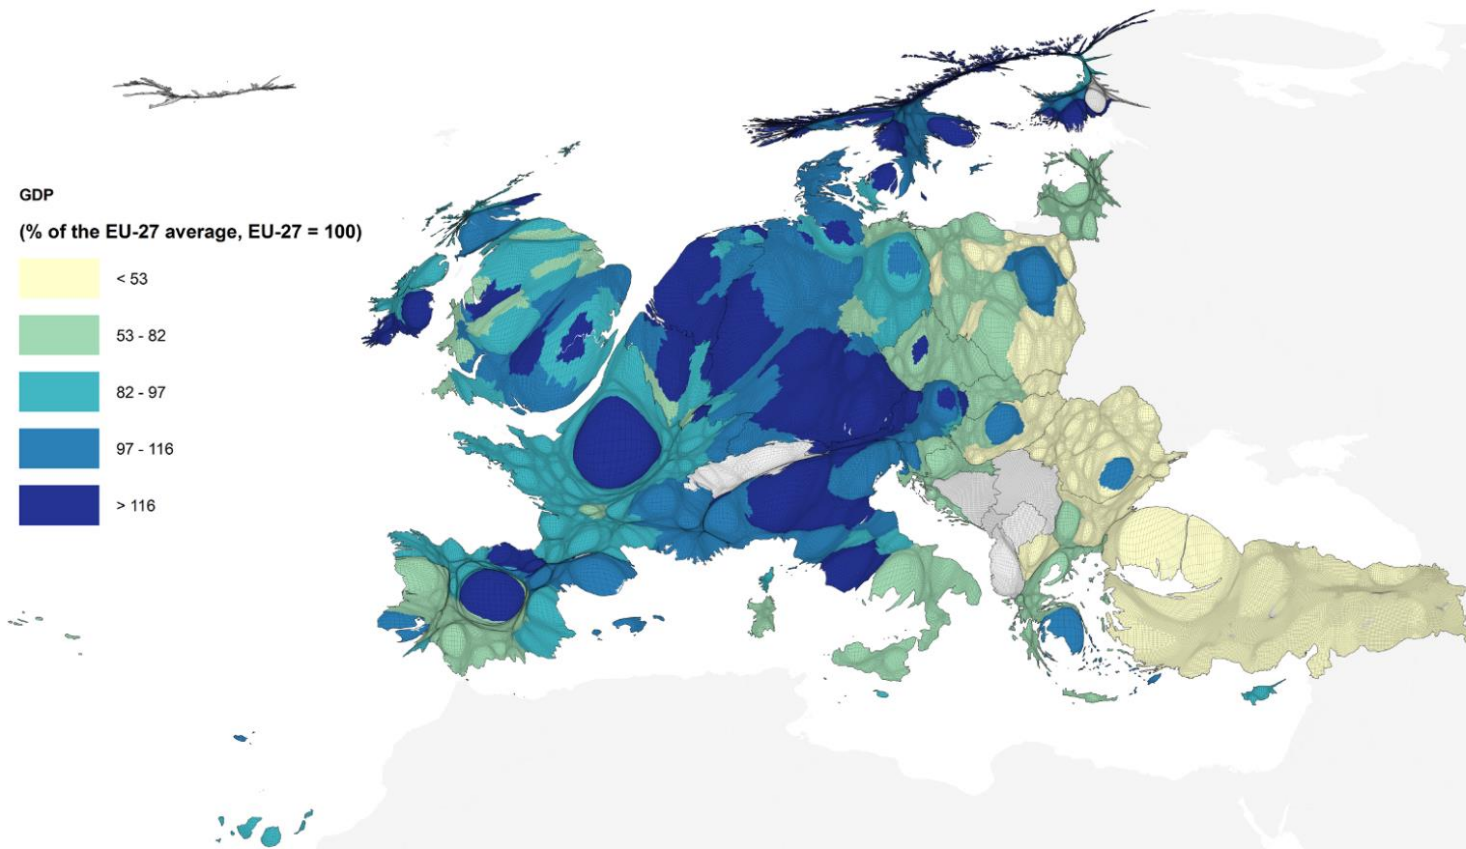 GDP
(% of the EU-27 average, EU-27 = 100)
< 53
53 - 82
82 - 97
97 - 116
> 116